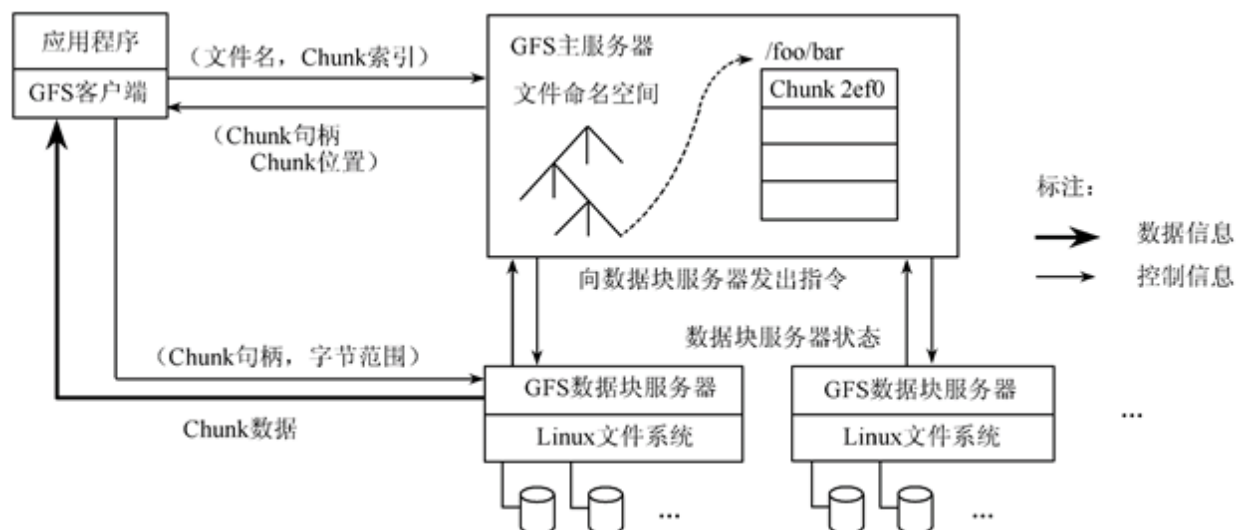 应用程序
GFS客户端
（文件名，Chunk索引）
（Chunk句柄
Chunk位置）
GFS主服务器
文件命名空间
/foo/bar
Chunk 2ef0
标注：
数据信息
控制信息
向数据块服务器发出指令
数据块服务器状态
（Chunk句柄，字节范围）
Chunk数据
GFS数据块服务器
Linux文件系统
...
GFS数据块服务器
Linux文件系统
...
...